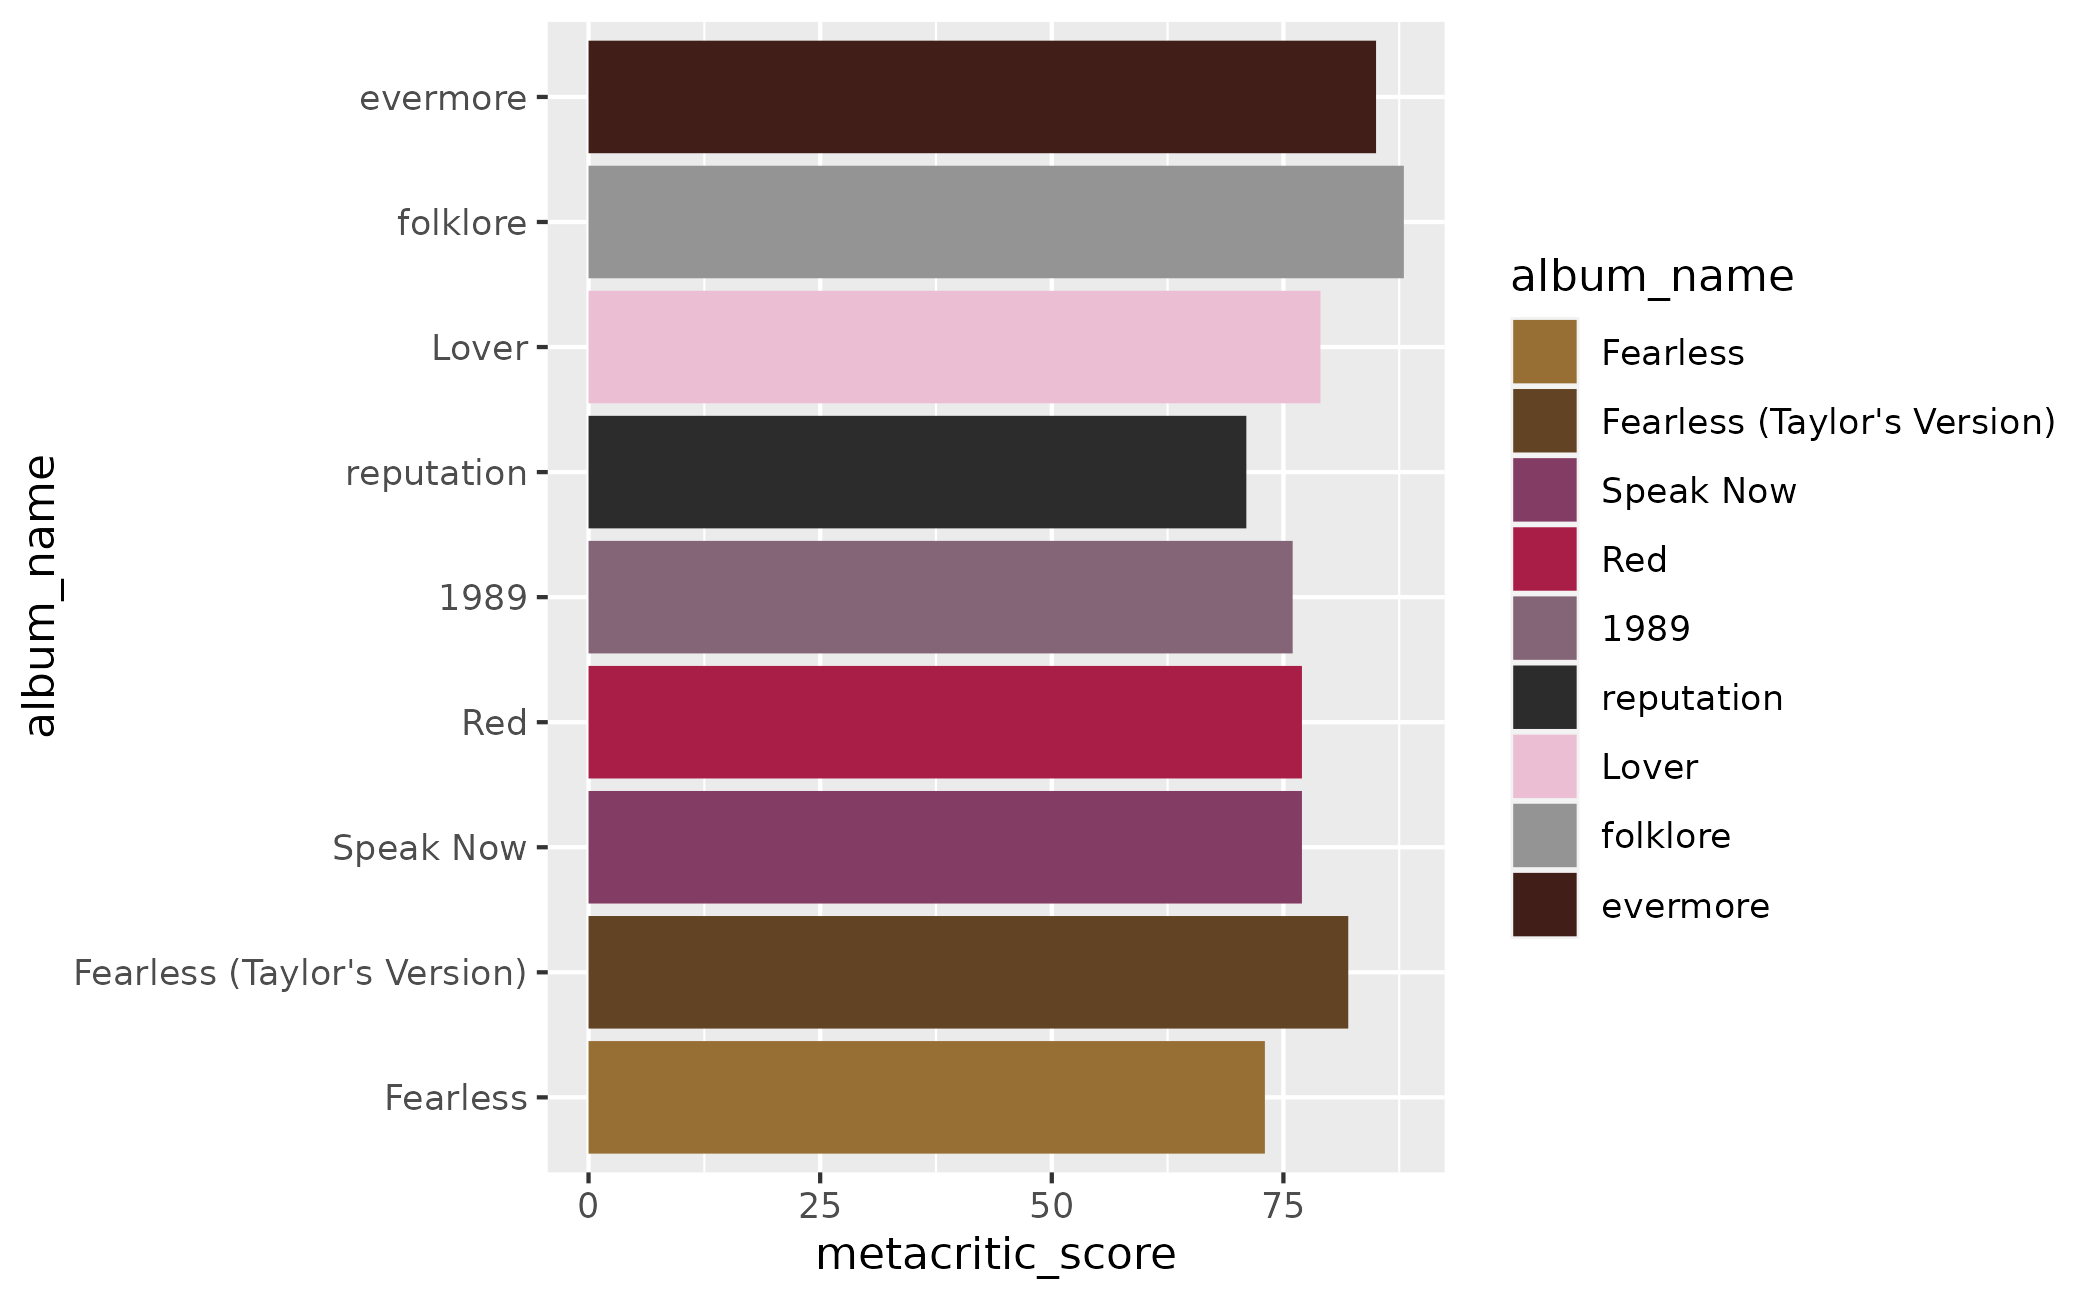 evermore
folklore
Lover
reputation
1989
Red
Speak Now
Fearless (Taylor's Version)
Fearless
album_name
0 25 50 75
metacritic_score
album_name
Fearless
Fearless (Taylor's Version)
Speak Now
Red
1989
reputation
Lover
folklore
evermore